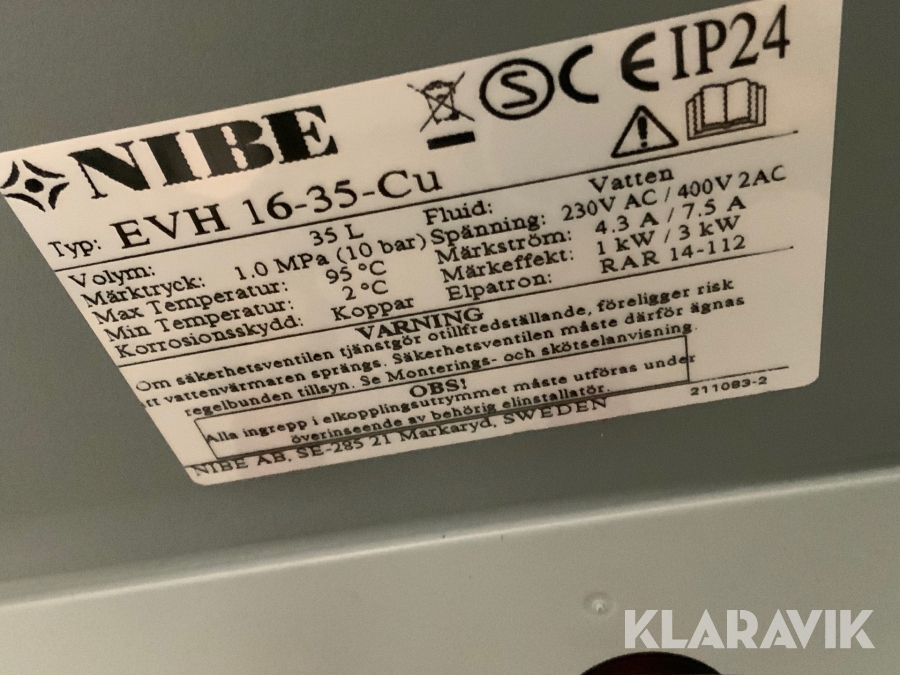 NIBE S C CE IP24
Typ: EVH 16-35-Cu
Volym: 35 L
Märktryck: 1.0 MPa (10 bar)
Max Temperatur: 95 °C
Min Temperatur: 2 °C
Korrosionsskydd: Koppar
Fluid: Vatten
Spänning: 230V AC / 400V 2AC
Märkström: 4.3 A / 7.5 A
Märkeffekt: 1 kW / 3 kW
Elpatron: RAR 14-112
VARNING
Om säkerhetsventilen tjänstgör otillfredställande, föreligger risk
att vattenvärmaren sprängs. Säkerhetsventilen måste därför ägnas
regelbunden tillsyn. Se Monterings- och skötselanvisning.
OBS!
Alla ingrepp i elkopplingsutrymmet måste utföras under
överinseende av behörig elinstallatör.
NIBE AB, SE-285 21 Markaryd, SWEDEN
211083-2
KLARAVIK